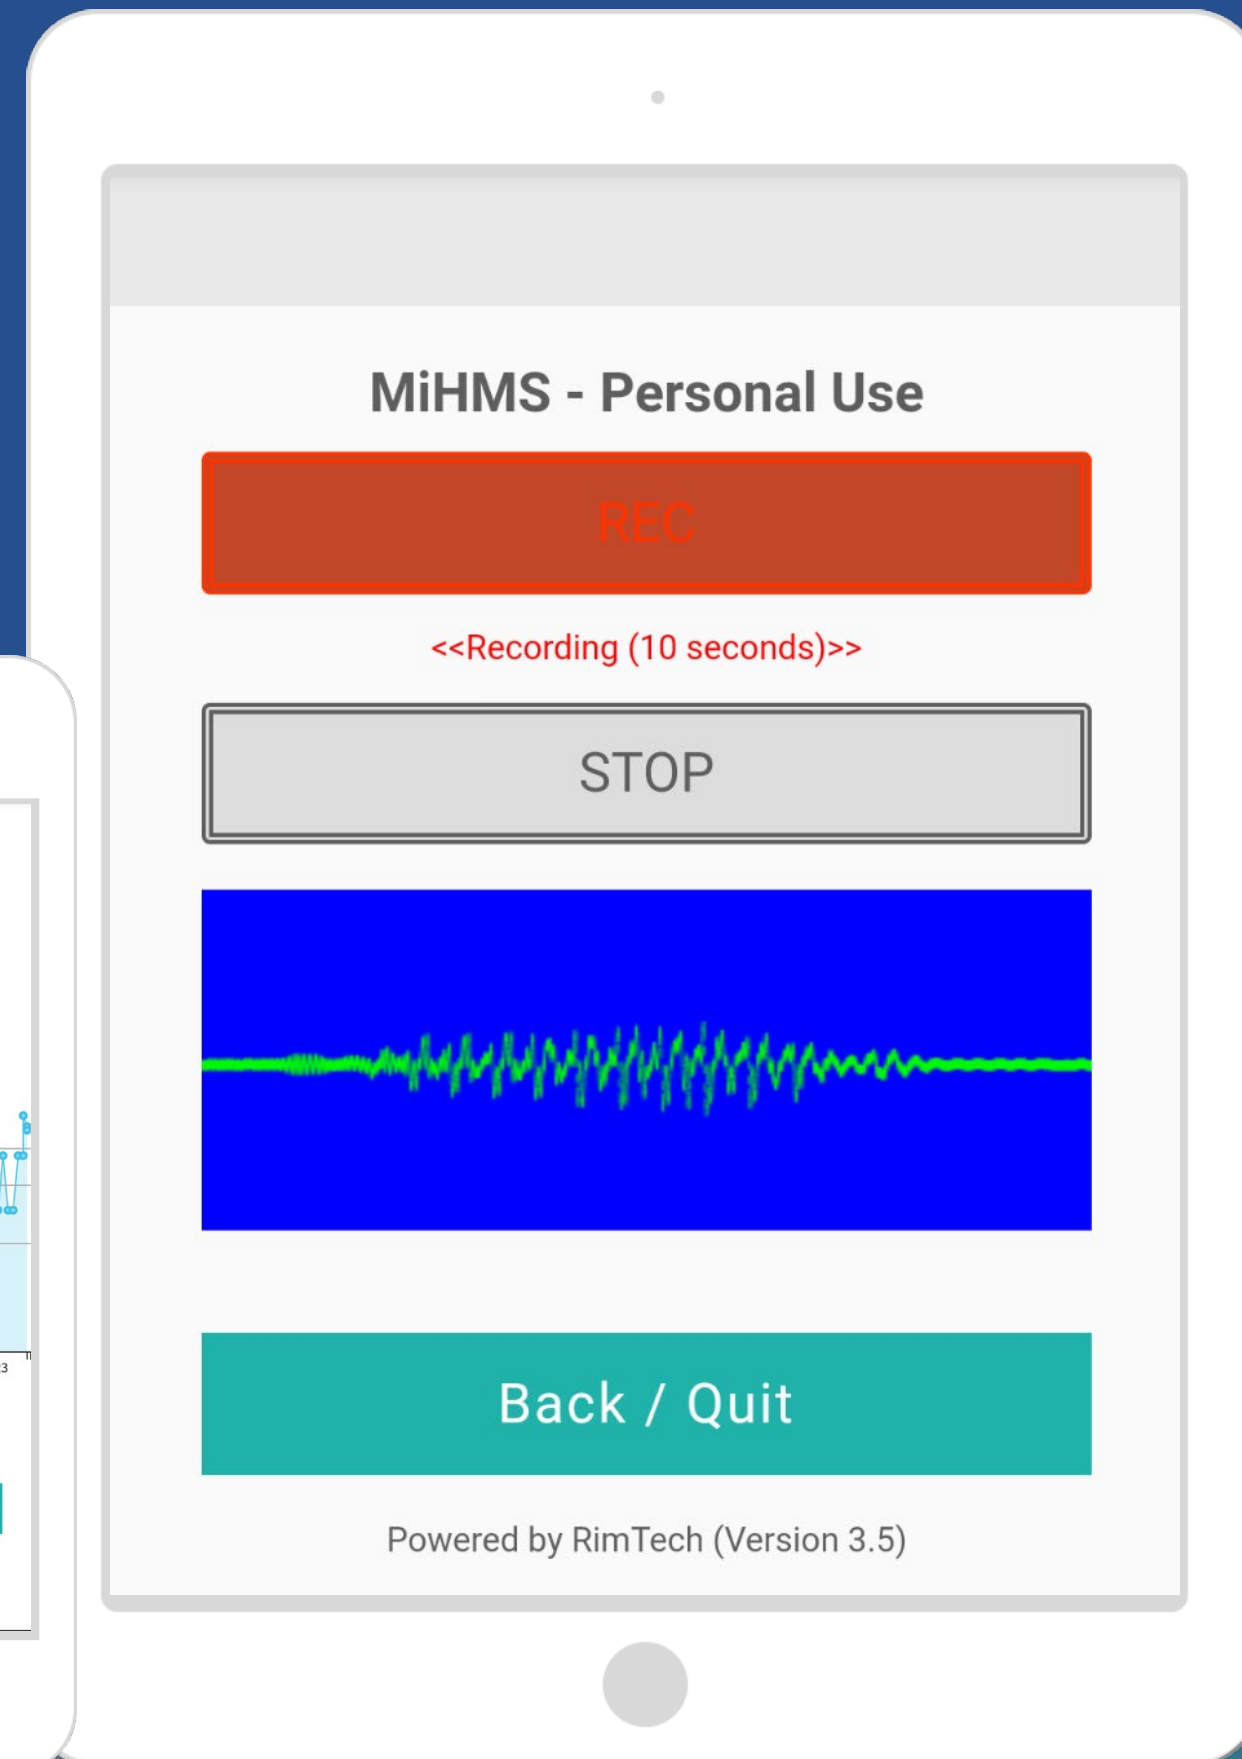 MiHMS - Personal Use
REC
<<Recording (10 seconds)>>
STOP
Back / Quit
Powered by RimTech (Version 3.5)